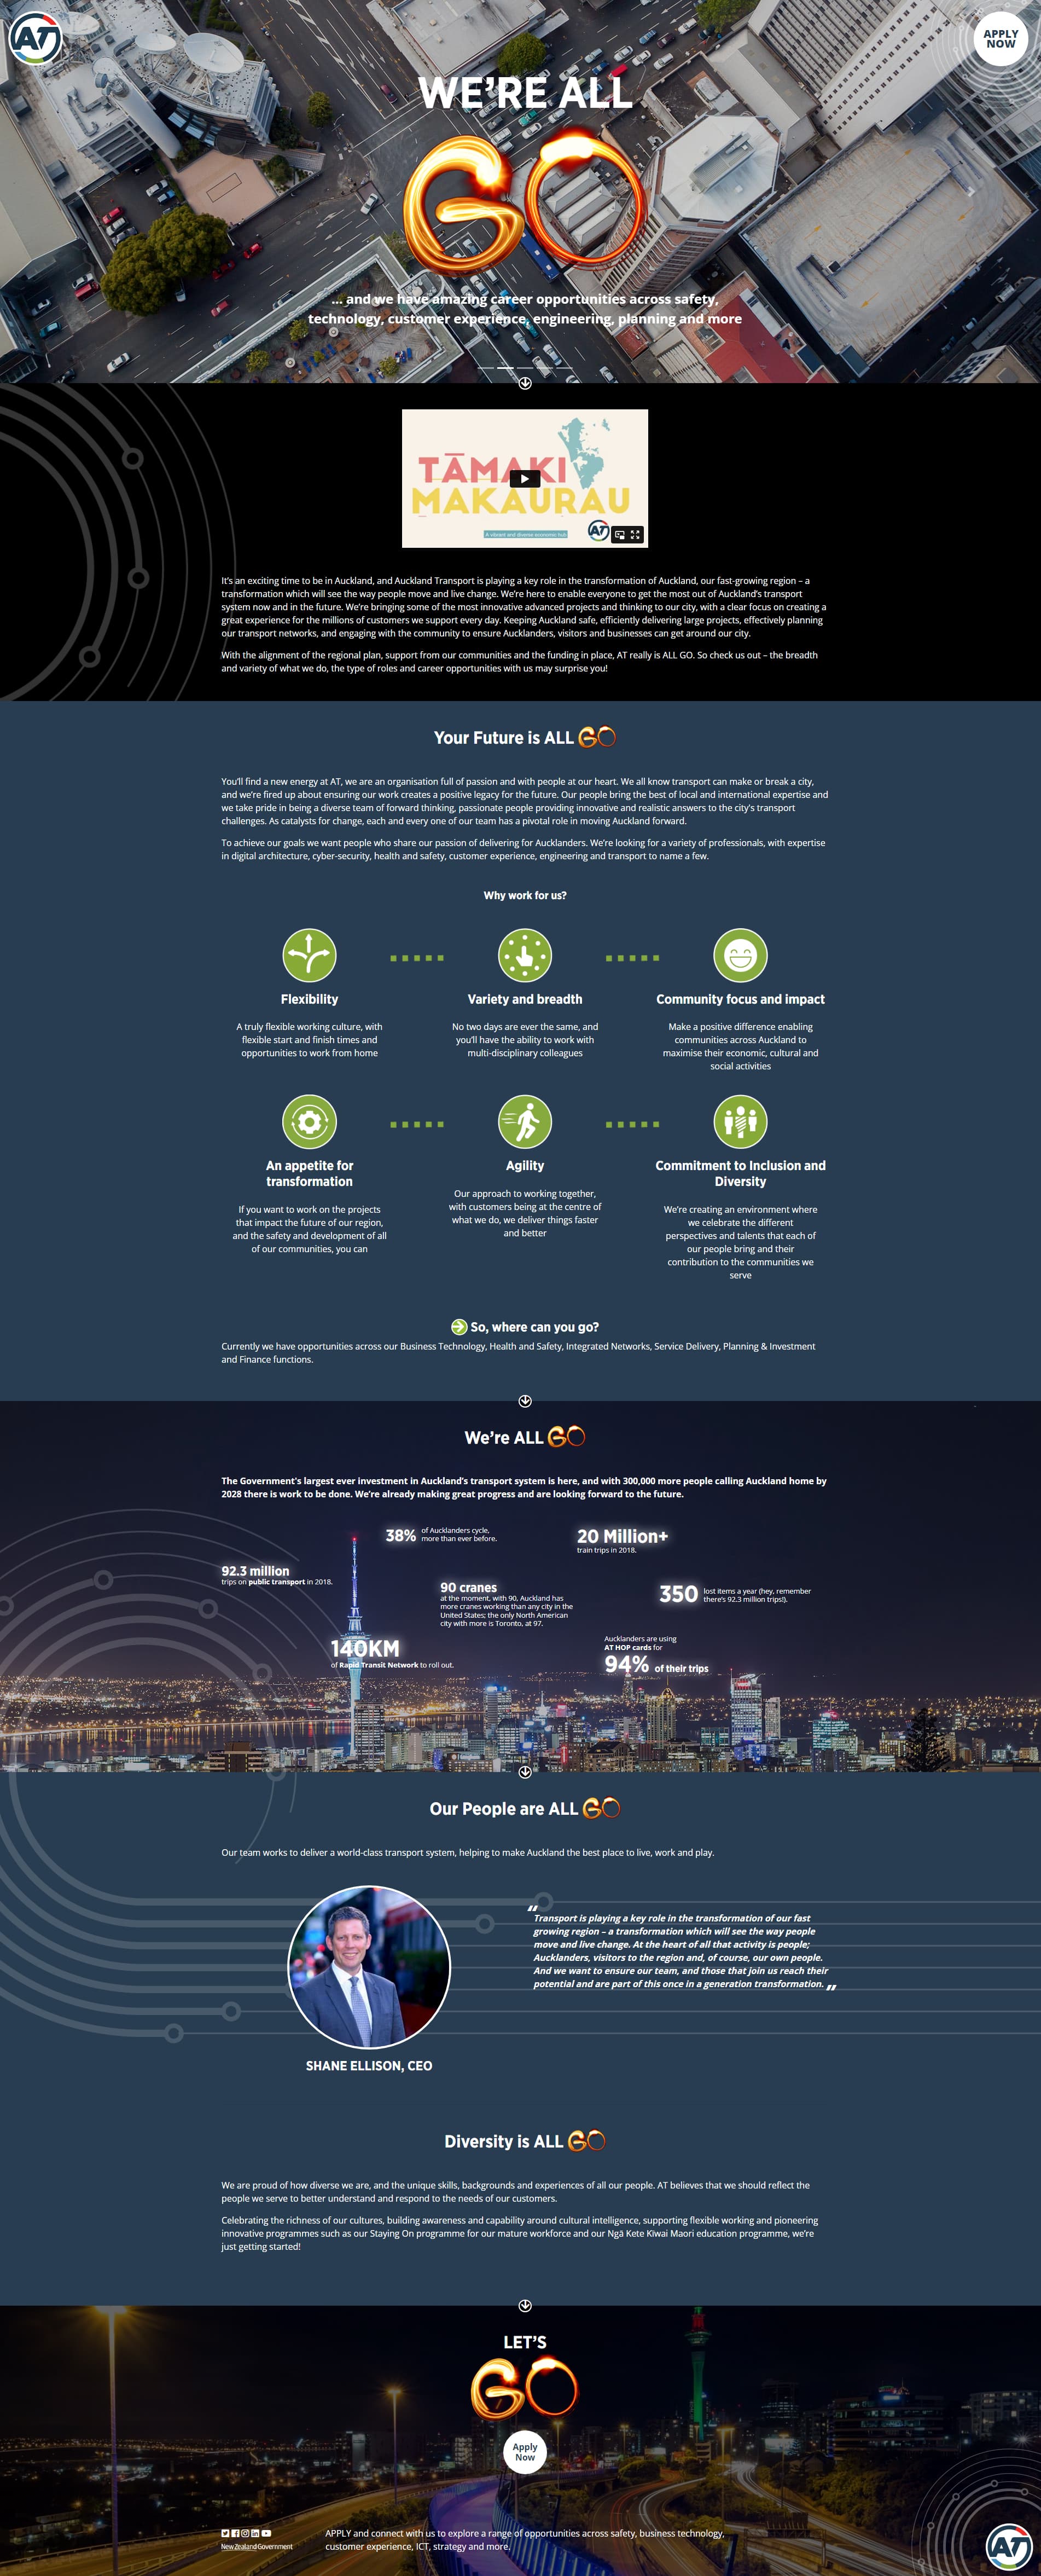 AT
APPLY
NOW
WE'RE ALL
GO
... and we have amazing career opportunities across safety,
technology, customer experience, engineering, planning and more
TĀMAKI
MAKAURAU
A vibrant and diverse economic hub
AT
It's an exciting time to be in Auckland, and Auckland Transport is playing a key role in the transformation of Auckland, our fast-growing region – a
transformation which will see the way people move and live change. We're here to enable everyone to get the most out of Auckland's transport
system now and in the future. We're bringing some of the most innovative advanced projects and thinking to our city, with a clear focus on creating a
great experience for the millions of customers we support every day. Keeping Auckland safe, efficiently delivering large projects, effectively planning
our transport networks, and engaging with the community to ensure Aucklanders, visitors and businesses can get around our city.
With the alignment of the regional plan, support from our communities and the funding in place, AT really is ALL GO. So check us out – the breadth
and variety of what we do, the type of roles and career opportunities with us may surprise you!
Your Future is ALL GO
You'll find a new energy at AT, we are an organisation full of passion and with people at our heart. We all know transport can make or break a city,
and we're fired up about ensuring our work creates a positive legacy for the future. Our people bring the best of local and international expertise and
we take pride in being a diverse team of forward thinking, passionate people providing innovative and realistic answers to the city's transport
challenges. As catalysts for change, each and every one of our team has a pivotal role in moving Auckland forward.
To achieve our goals we want people who share our passion of delivering for Aucklanders. We're looking for a variety of professionals, with expertise
in digital architecture, cyber-security, health and safety, customer experience, engineering and transport to name a few.
Why work for us?
Flexibility
A truly flexible working culture, with
flexible start and finish times and
opportunities to work from home
Variety and breadth
No two days are ever the same, and
you'll have the ability to work with
multi-disciplinary colleagues
Community focus and impact
Make a positive difference enabling
communities across Auckland to
maximise their economic, cultural and
social activities
An appetite for
transformation
If you want to work on the projects
that impact the future of our region,
and the safety and development of all
of our communities, you can
Agility
Our approach to working together,
with customers being at the centre of
what we do, we deliver things faster
and better
Commitment to Inclusion and
Diversity
We're creating an environment where
we celebrate the different
perspectives and talents that each of
our people bring and their
contribution to the communities we
serve
So, where can you go?
Currently we have opportunities across our Business Technology, Health and Safety, Integrated Networks, Service Delivery, Planning & Investment
and Finance functions.
We're ALL GO
The Government's largest ever investment in Auckland's transport system is here, and with 300,000 more people calling Auckland home by
2028 there is work to be done. We're already making great progress and are looking forward to the future.
38% of Aucklanders cycle,
more than ever before.
20 Million+
train trips in 2018.
92.3 million
trips on public transport in 2018.
90 cranes
at the moment, with 90, Auckland has
more cranes working than any city in the
United States; the only North American
city with more is Toronto, at 97.
350 lost items a year (hey, remember
there's 92.3 million trips!).
140KM
of Rapid Transit Network to roll out.
Aucklanders are using
AT HOP cards for
94% of their trips
Our People are ALL GO
Our team works to deliver a world-class transport system, helping to make Auckland the best place to live, work and play.
"Transport is playing a key role in the transformation of our fast
growing region – a transformation which will see the way people
move and live change. At the heart of all that activity is people;
Aucklanders, visitors to the region and, of course, our own people.
And we want to ensure our team, and those that join us reach their
potential and are part of this once in a generation transformation."
SHANE ELLISON, CEO
Diversity is ALL GO
We are proud of how diverse we are, and the unique skills, backgrounds and experiences of all our people. AT believes that we should reflect the
people we serve to better understand and respond to the needs of our customers.
Celebrating the richness of our cultures, building awareness and capability around cultural intelligence, supporting flexible working and pioneering
innovative programmes such as our Staying On programme for our mature workforce and our Ngā Kete Kiwai Maori education programme, we're
just getting started!
LET'S
GO
Apply
Now
New Zealand Government
APPLY and connect with us to explore a range of opportunities across safety, business technology,
customer experience, ICT, strategy and more.
AT